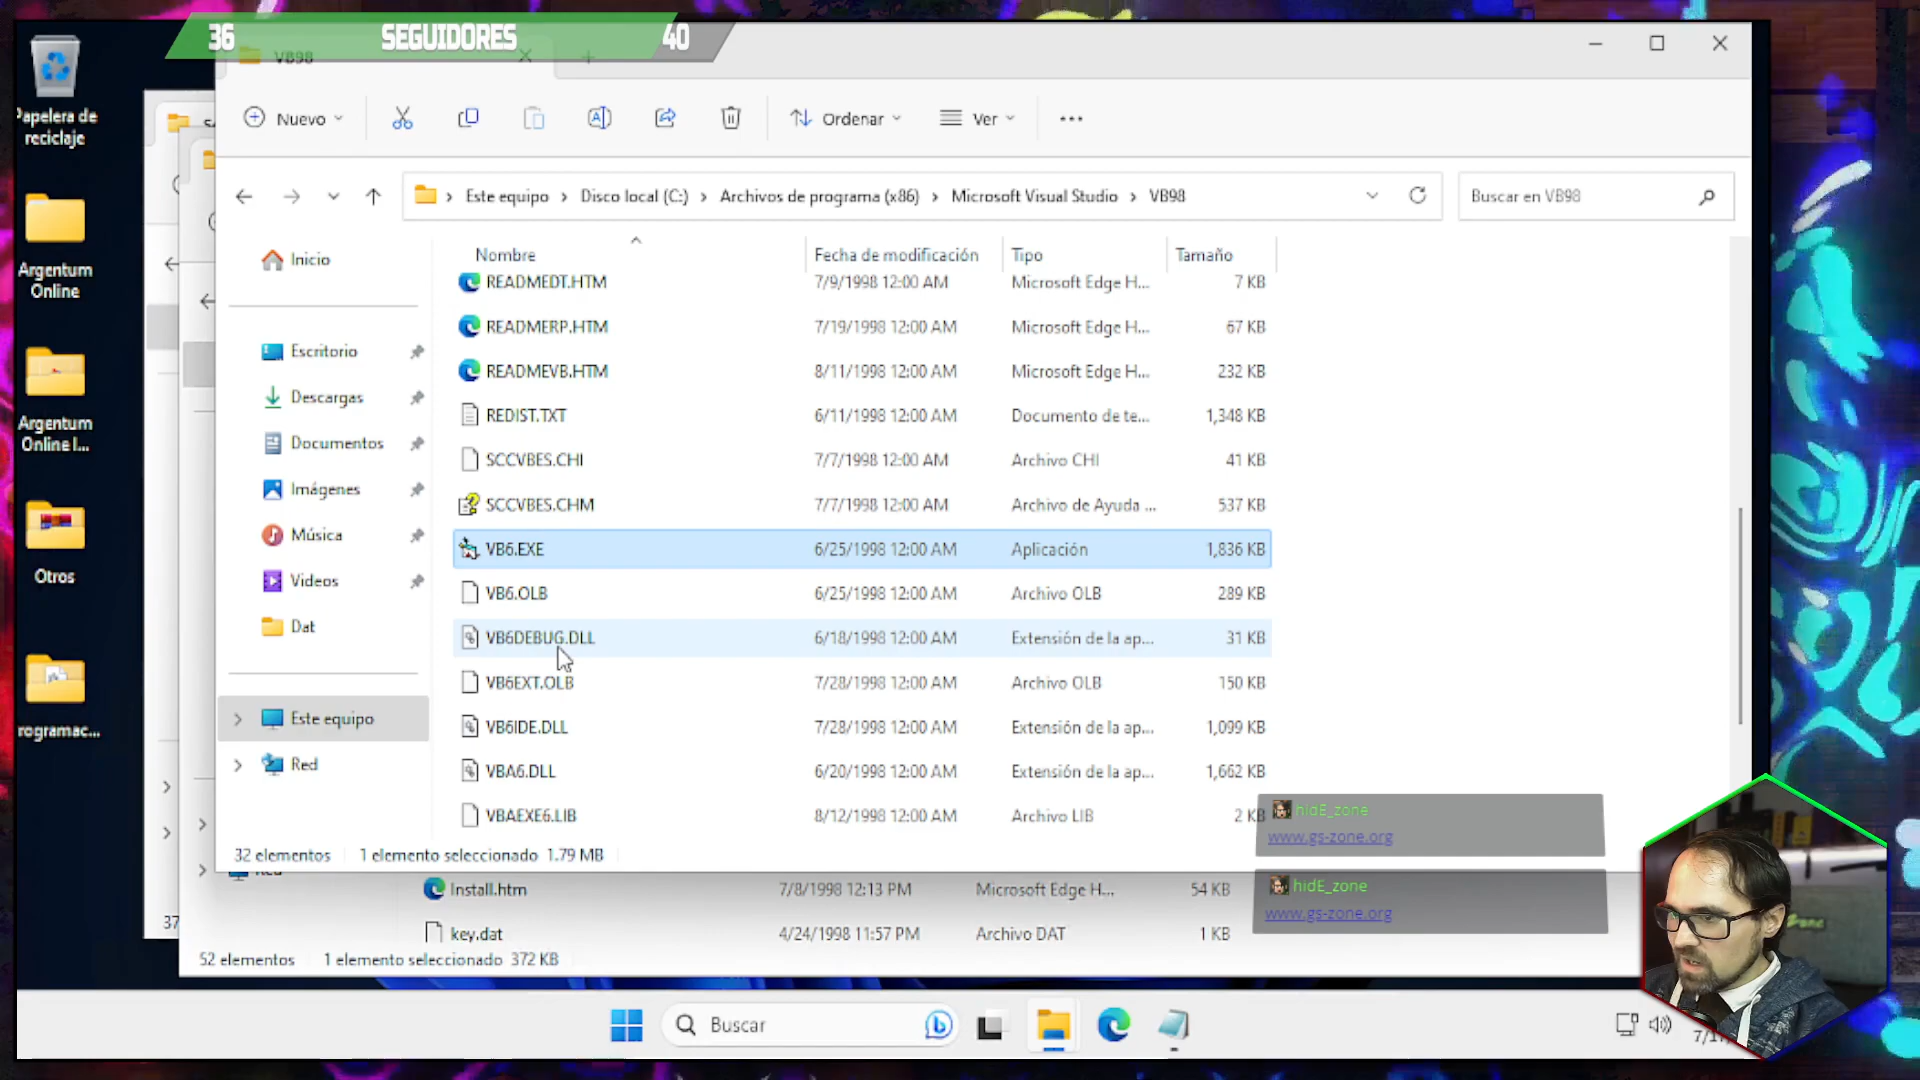 36 SEGUIDORES 40
VB98
Papelera de
reciclaje
Argentum
Online
Argentum
Online I...
Otros
rogramac...
Nuevo
Ordenar
Ver
Este equipo > Disco local (C:) > Archivos de programa (x86) > Microsoft Visual Studio > VB98
Buscar en VB98
Inicio
Escritorio
Descargas
Documentos
Imágenes
Música
Videos
Dat
Este equipo
Red
Nombre Fecha de modificación Tipo Tamaño
READMEDT.HTM 7/9/1998 12:00 AM Microsoft Edge H... 7 KB
READMERP.HTM 7/19/1998 12:00 AM Microsoft Edge H... 67 KB
READMEVB.HTM 8/11/1998 12:00 AM Microsoft Edge H... 232 KB
REDIST.TXT 6/11/1998 12:00 AM Documento de te... 1,348 KB
SCCVBES.CHI 7/7/1998 12:00 AM Archivo CHI 41 KB
SCCVBES.CHM 7/7/1998 12:00 AM Archivo de Ayuda ... 537 KB
VB6.EXE 6/25/1998 12:00 AM Aplicación 1,836 KB
VB6.OLB 6/25/1998 12:00 AM Archivo OLB 289 KB
VB6DEBUG.DLL 6/18/1998 12:00 AM Extensión de la ap... 31 KB
VB6EXT.OLB 7/28/1998 12:00 AM Archivo OLB 150 KB
VB6IDE.DLL 7/28/1998 12:00 AM Extensión de la ap... 1,099 KB
VBA6.DLL 6/20/1998 12:00 AM Extensión de la ap... 1,662 KB
VBAEXE6.LIB 8/12/1998 12:00 AM Archivo LIB 2 KB
32 elementos 1 elemento seleccionado 1.79 MB
hidE_zone
www.gs-zone.org
hidE_zone
www.gs-zone.org
Install.htm 7/8/1998 12:13 PM Microsoft Edge H... 54 KB
key.dat 4/24/1998 11:57 PM Archivo DAT 1 KB
37
52 elementos 1 elemento seleccionado 372 KB
Buscar